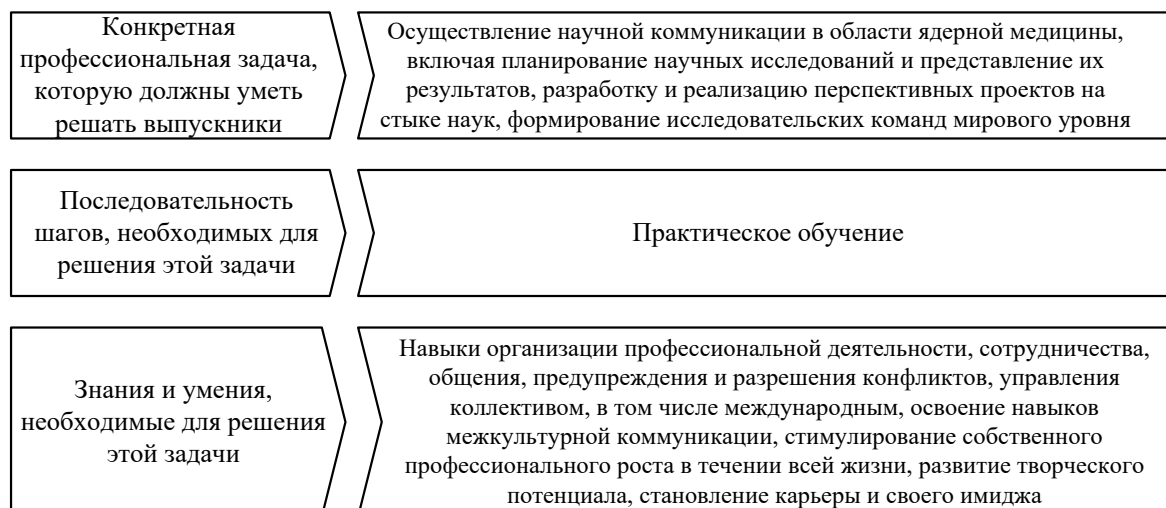 Конкретная
профессиональная задача,
которую должны уметь
решать выпускники
Осуществление научной коммуникации в области ядерной медицины,
включая планирование научных исследований и представление их
результатов, разработку и реализацию перспективных проектов на
стыке наук, формирование исследовательских команд мирового уровня
Последовательность
шагов, необходимых для
решения этой задачи
Практическое обучение
Знания и умения,
необходимые для решения
этой задачи
Навыки организации профессиональной деятельности, сотрудничества,
общения, предупреждения и разрешения конфликтов, управления
коллективом, в том числе международным, освоение навыков
межкультурной коммуникации, стимулирование собственного
профессионального роста в течении всей жизни, развитие творческого
потенциала, становление карьеры и своего имиджа